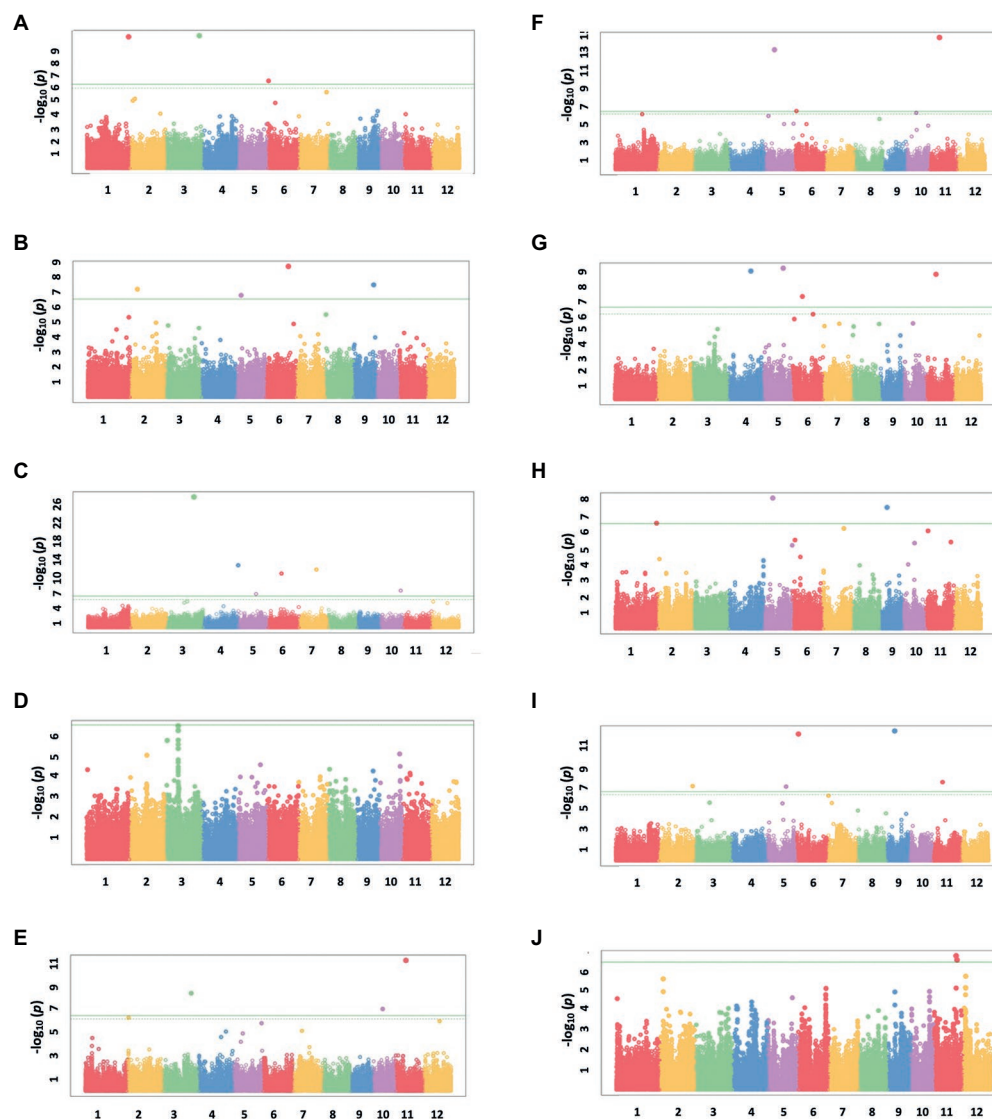 A
-log10 (p)
1 2 3 4 5 6 7 8 9
1 2 3 4 5 6 7 8 9 10 11 12
B
-log10 (p)
1 2 3 4 5 6 7 8 9
1 2 3 4 5 6 7 8 9 10 11 12
C
-log10 (p)
1 4 7 10 14 18 22 26
1 2 3 4 5 6 7 8 9 10 11 12
D
-log10 (p)
1 2 3 4 5 6
1 2 3 4 5 6 7 8 9 10 11 12
E
-log10 (p)
1 3 5 7 9 11
1 2 3 4 5 6 7 8 9 10 11 12
F
-log10 (p)
1 3 5 7 9 11 13
1 2 3 4 5 6 7 8 9 10 11 12
G
-log10 (p)
1 2 3 4 5 6 7 8 9
1 2 3 4 5 6 7 8 9 10 11 12
H
-log10 (p)
1 2 3 4 5 6 7 8
1 2 3 4 5 6 7 8 9 10 11 12
I
-log10 (p)
1 3 5 7 9 11
1 2 3 4 5 6 7 8 9 10 11 12
J
-log10 (p)
1 2 3 4 5 6
1 2 3 4 5 6 7 8 9 10 11 12